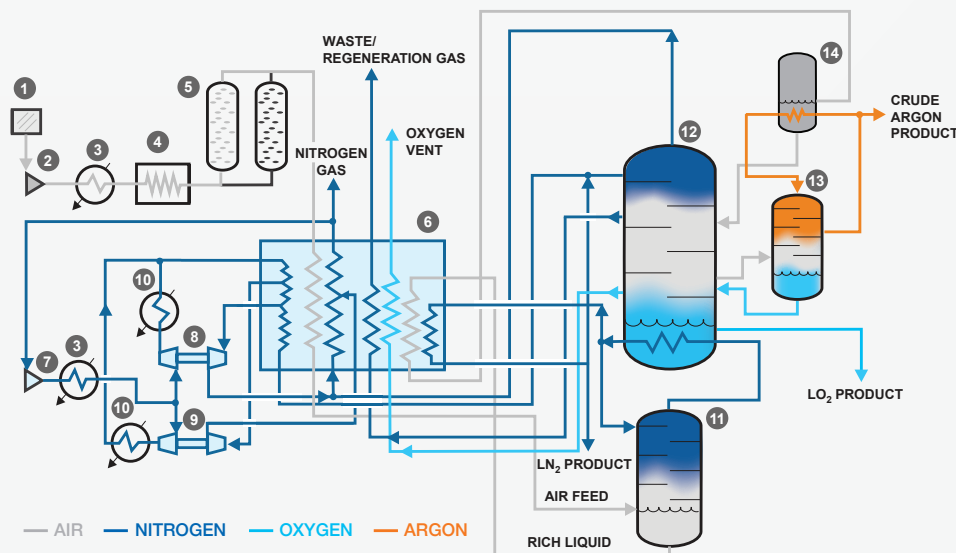 WASTE/
REGENERATION GAS
OXYGEN
VENT
NITROGEN
GAS
1
2
3
4
5
6
12
14
CRUDE
ARGON
PRODUCT
13
10
8
7
3
10
9
11
LO₂ PRODUCT
LN₂ PRODUCT
AIR FEED
RICH LIQUID
AIR
NITROGEN
OXYGEN
ARGON